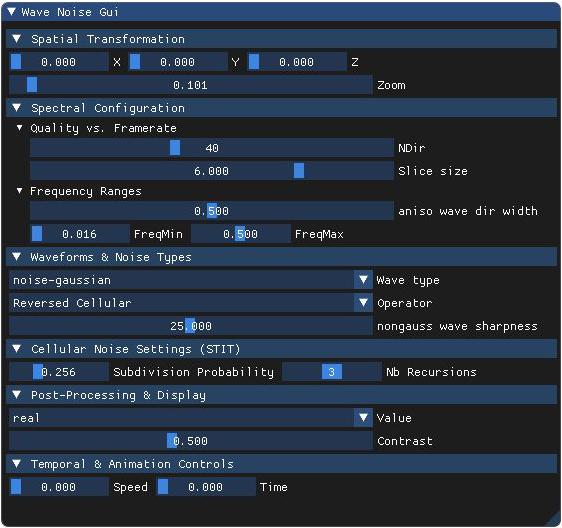 Wave Noise Gui
Spatial Transformation
0.000 X 0.000 Y 0.000 Z
0.101 Zoom
Spectral Configuration
Quality vs. Framerate
40 NDir
6.000 Slice size
Frequency Ranges
0.500 aniso wave dir width
0.016 FreqMin 0.500 FreqMax
Waveforms & Noise Types
noise-gaussian Wave type
Reversed Cellular Operator
25.000 nongauss wave sharpness
Cellular Noise Settings (STIT)
0.256 Subdivision Probability 3 Nb Recursions
Post-Processing & Display
real Value
0.500 Contrast
Temporal & Animation Controls
0.000 Speed 0.000 Time